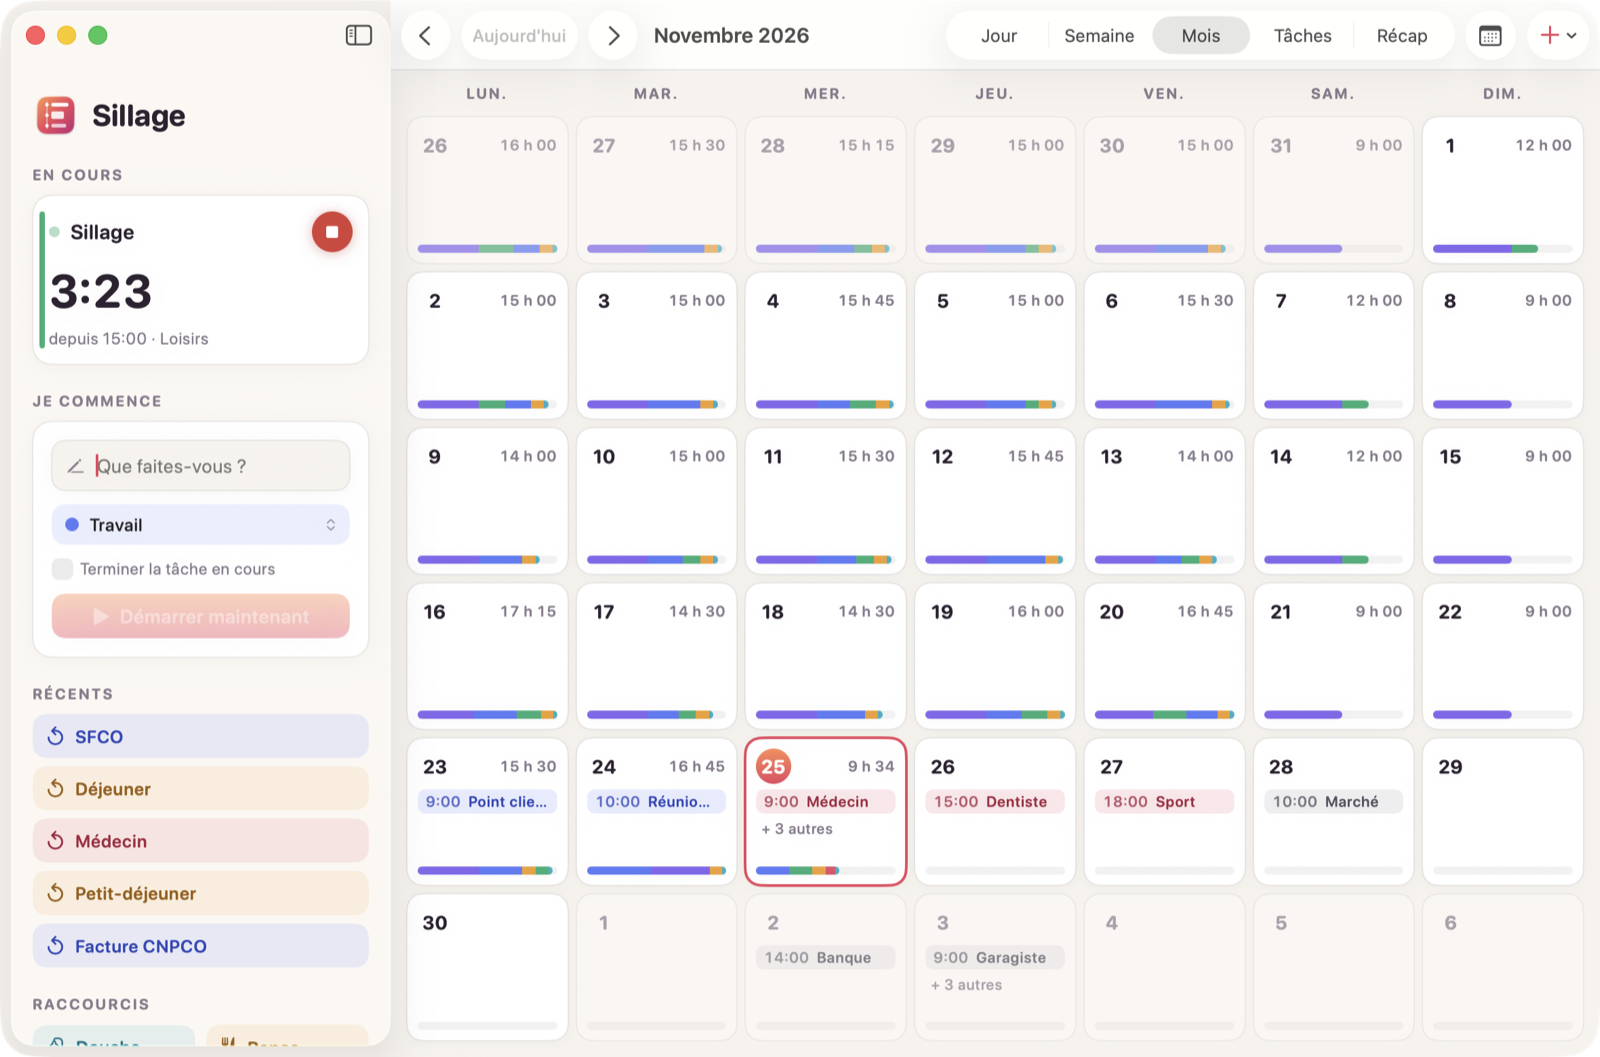 Aujourd'hui
Novembre 2026
Jour
Semaine
Mois
Tâches
Récap
Sillage
EN COURS
Sillage
3:23
depuis 15:00 · Loisirs
JE COMMENCE
Que faites-vous ?
Travail
Terminer la tâche en cours
Démarrer maintenant
RÉCENTS
SFCO
Déjeuner
Médecin
Petit-déjeuner
Facture CNPCO
RACCOURCIS
LUN. MAR. MER. JEU. VEN. SAM. DIM.
26 16 h 00
27 15 h 30
28 15 h 15
29 15 h 00
30 15 h 00
31 9 h 00
1 12 h 00
2 15 h 00
3 15 h 00
4 15 h 45
5 15 h 00
6 15 h 30
7 12 h 00
8 9 h 00
9 14 h 00
10 15 h 00
11 15 h 30
12 15 h 45
13 14 h 00
14 12 h 00
15 9 h 00
16 17 h 15
17 14 h 30
18 14 h 30
19 16 h 00
20 16 h 45
21 9 h 00
22 9 h 00
23 15 h 30
9:00 Point clie...
24 16 h 45
10:00 Réunio...
25 9 h 34
9:00 Médecin
+ 3 autres
26
15:00 Dentiste
27
18:00 Sport
28
10:00 Marché
29
30
1
2
14:00 Banque
3
9:00 Garagiste
+ 3 autres
4
5
6